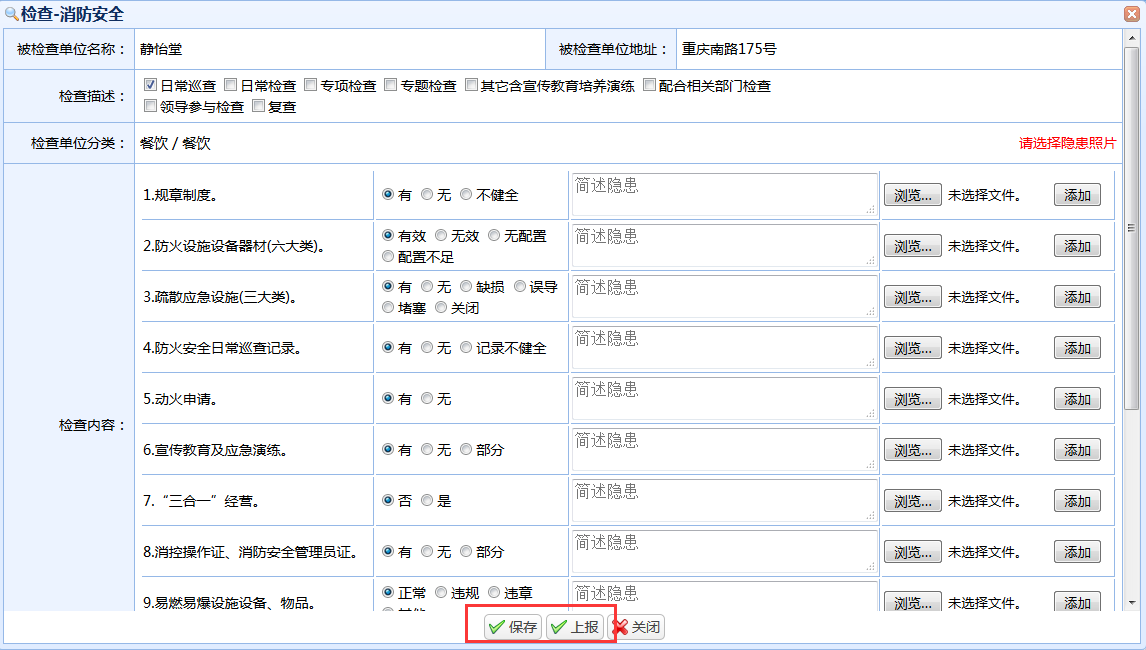 检查-消防安全
被检查单位名称： 静怡堂 被检查单位地址： 重庆南路175号
检查描述： 日常巡查 日常检查 专项检查 专题检查 其它含宣传教育培养演练 配合相关部门检查
领导参与检查 复查
检查单位分类： 餐饮 / 餐饮 请选择隐患照片
检查内容：
1.规章制度。 有 无 不健全 简述隐患 浏览... 未选择文件。 添加
2.防火设施设备器材(六大类)。 有效 无效 无配置 简述隐患 浏览... 未选择文件。 添加
配置不足
3.疏散应急设施(三大类)。 有 无 缺损 误导 简述隐患 浏览... 未选择文件。 添加
堵塞 关闭
4.防火安全日常巡查记录。 有 无 记录不健全 简述隐患 浏览... 未选择文件。 添加
5.动火申请。 有 无 简述隐患 浏览... 未选择文件。 添加
6.宣传教育及应急演练。 有 无 部分 简述隐患 浏览... 未选择文件。 添加
7.“三合一”经营。 否 是 简述隐患 浏览... 未选择文件。 添加
8.消控操作证、消防安全管理员证。 有 无 部分 简述隐患 浏览... 未选择文件。 添加
9.易燃易爆设施设备、物品。 正常 违规 违章 简述隐患 浏览... 未选择文件。 添加
保存 上报 关闭